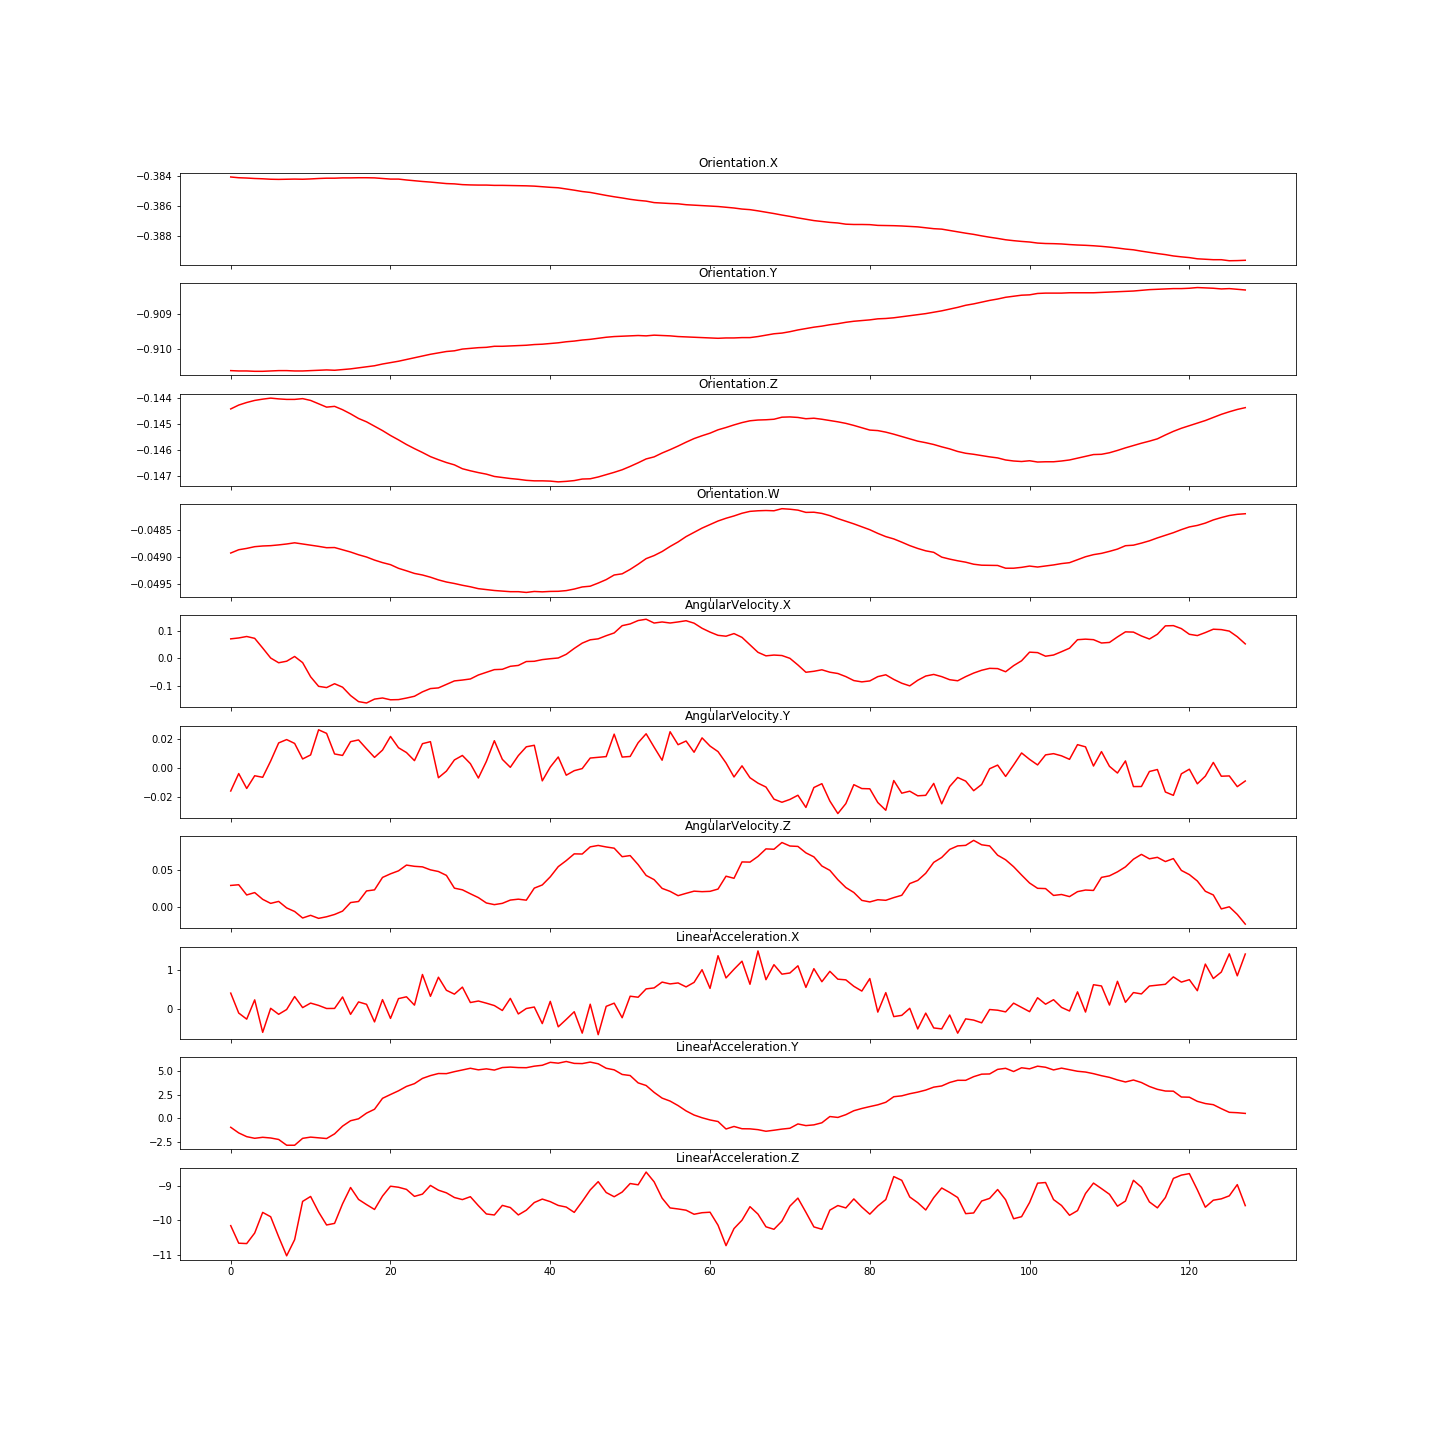 Orientation.X
−0.384
−0.386
−0.388
Orientation.Y
−0.909
−0.910
Orientation.Z
−0.144
−0.145
−0.146
−0.147
Orientation.W
−0.0485
−0.0490
−0.0495
AngularVelocity.X
0.1
0.0
−0.1
AngularVelocity.Y
0.02
0.00
−0.02
AngularVelocity.Z
0.05
0.00
LinearAcceleration.X
1
0
LinearAcceleration.Y
5.0
2.5
0.0
−2.5
LinearAcceleration.Z
−9
−10
−11
0 20 40 60 80 100 120